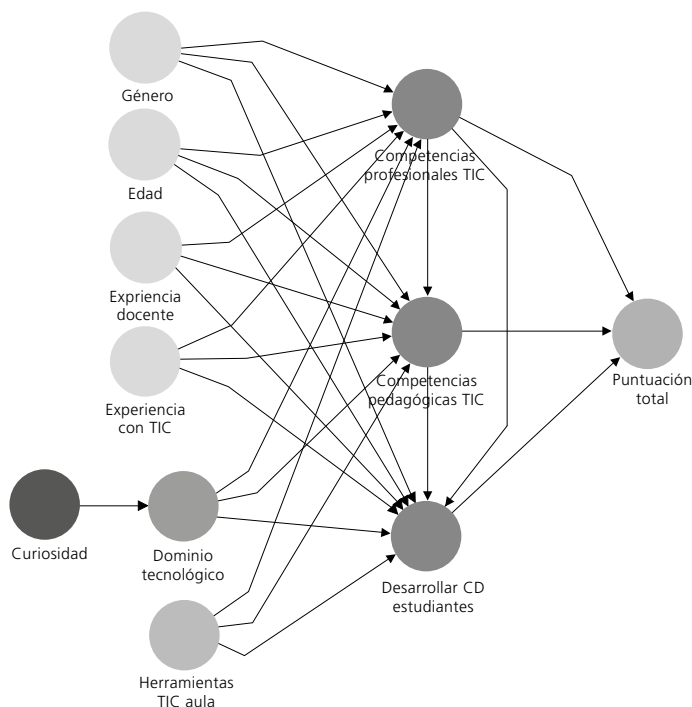 Género
Competencias
profesionales TIC
Edad
Expriencia
docente
Experiencia
con TIC
Competencias
pedagógicas TIC
Puntuación
total
Curiosidad
Dominio
tecnológico
Desarrollar CD
estudiantes
Herramientas
TIC aula